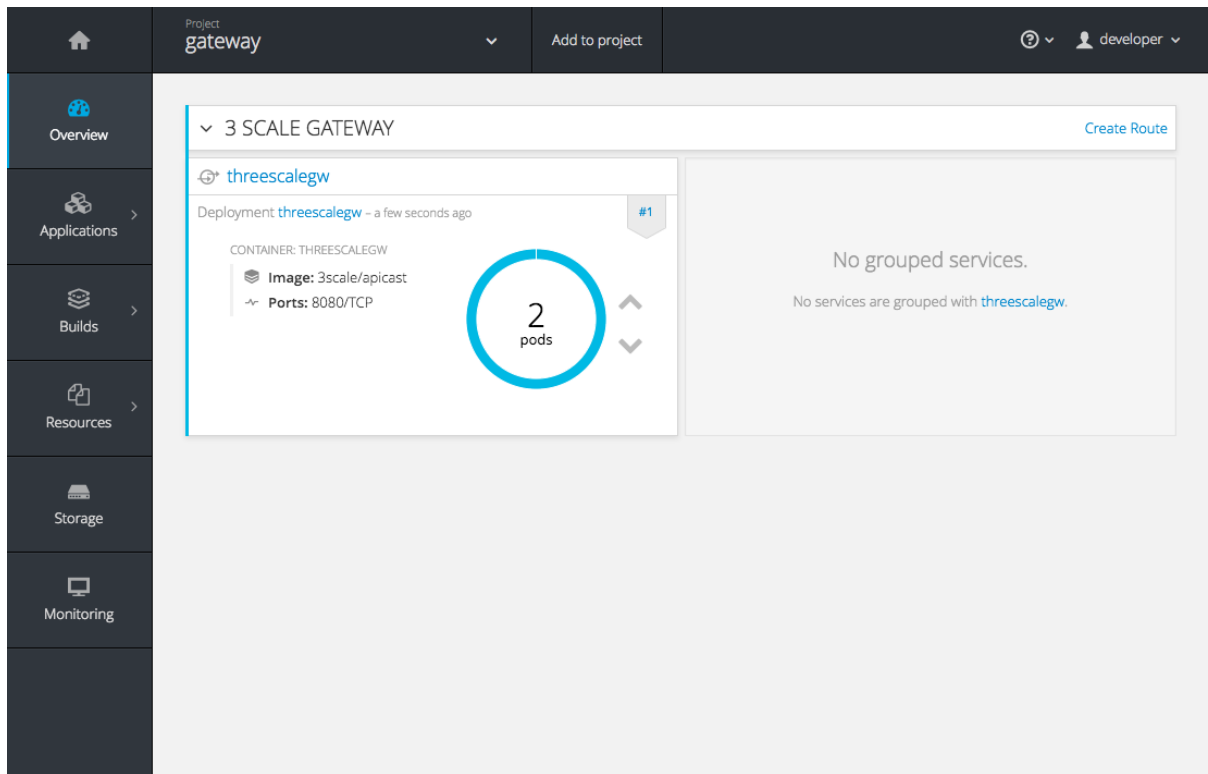 Project
gateway
Add to project
developer
Overview
Applications
Builds
Resources
Storage
Monitoring
3 SCALE GATEWAY
Create Route
threescalegw
Deployment threescalegw – a few seconds ago
#1
CONTAINER: THREESCALEGW
Image: 3scale/apicast
Ports: 8080/TCP
2
pods
No grouped services.
No services are grouped with threescalegw.